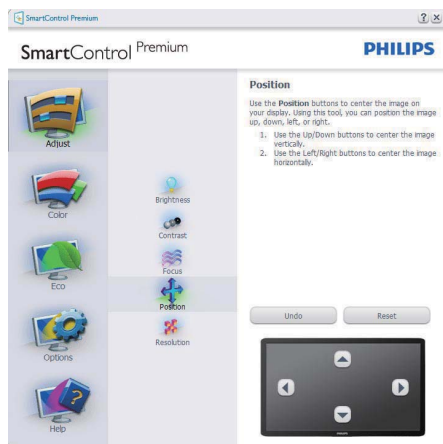 SmartControl Premium
? x
SmartControl Premium
PHILIPS
Adjust
Color
Eco
Options
Help
Brightness
Contrast
Focus
Position
Resolution
Position
Use the Position buttons to center the image on
your display. Using this tool, you can position the image
up, down, left, or right.
1. Use the Up/Down buttons to center the image
vertically.
2. Use the Left/Right buttons to center the image
horizontally.
Undo
Reset
PHILIPS